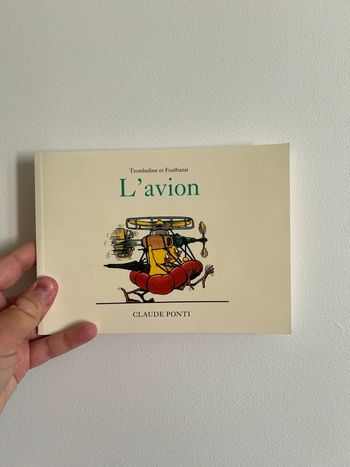 Tromboline et Foulbazar
L'avion
CLAUDE PONTI